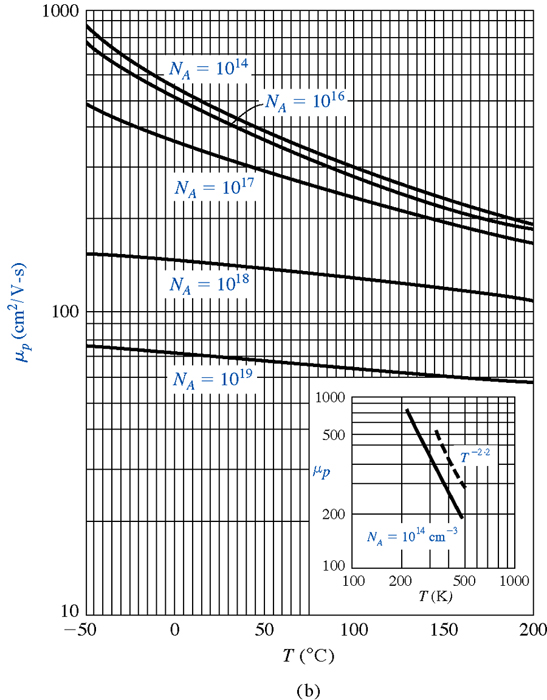 1000
N_A = 10^14
N_A = 10^16
N_A = 10^17
N_A = 10^18
N_A = 10^19
100
10
μ_p (cm²/V-s)
−50 0 50 100 150 200
T (°C)
1000
500
200
100
μ_p
T^−2·2
N_A = 10^14 cm^−3
100 200 500 1000
T (K)
(b)